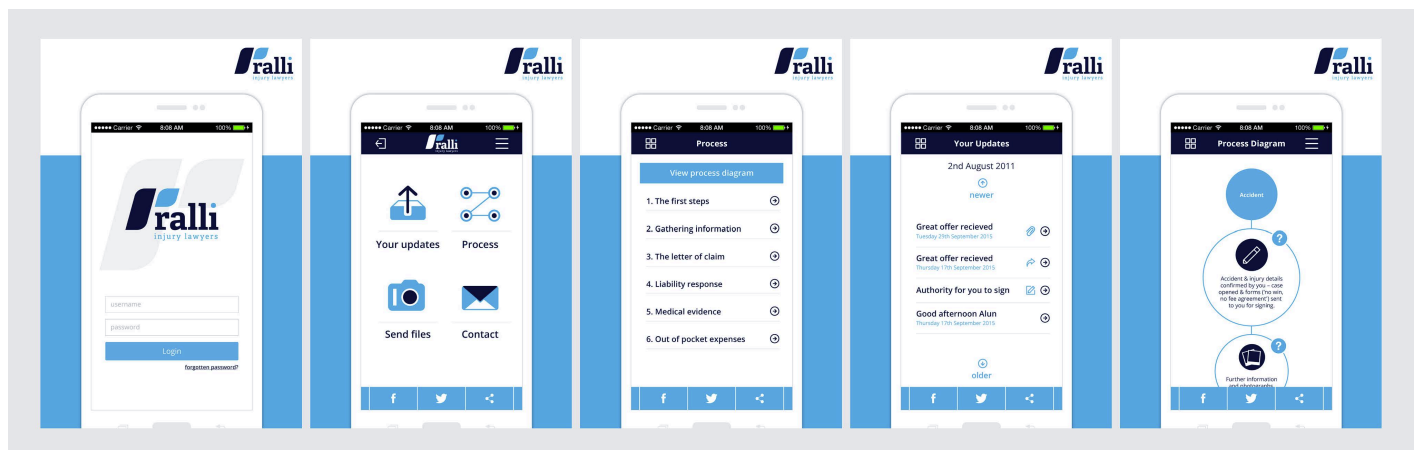 ralli
injury lawyers
Carrier 8:08 AM 100%
ralli
injury lawyers
username
password
Login
forgotten password?
ralli
injury lawyers
Carrier 8:08 AM 100%
ralli
injury lawyers
Your updates
Process
Send files
Contact
ralli
injury lawyers
Carrier 8:08 AM 100%
Process
View process diagram
1. The first steps
2. Gathering information
3. The letter of claim
4. Liability response
5. Medical evidence
6. Out of pocket expenses
ralli
injury lawyers
Carrier 8:08 AM 100%
Your Updates
2nd August 2011
newer
Great offer recieved
Tuesday 29th September 2015
Great offer recieved
Thursday 17th September 2015
Authority for you to sign
Good afternoon Alun
Thursday 17th September 2015
older
ralli
injury lawyers
Carrier 8:08 AM 100%
Process Diagram
Accident
?
Accident & injury details
confirmed by you – case
opened & forms ('no win,
no fee agreement') sent
to you for signing.
?
Further information
and photographs